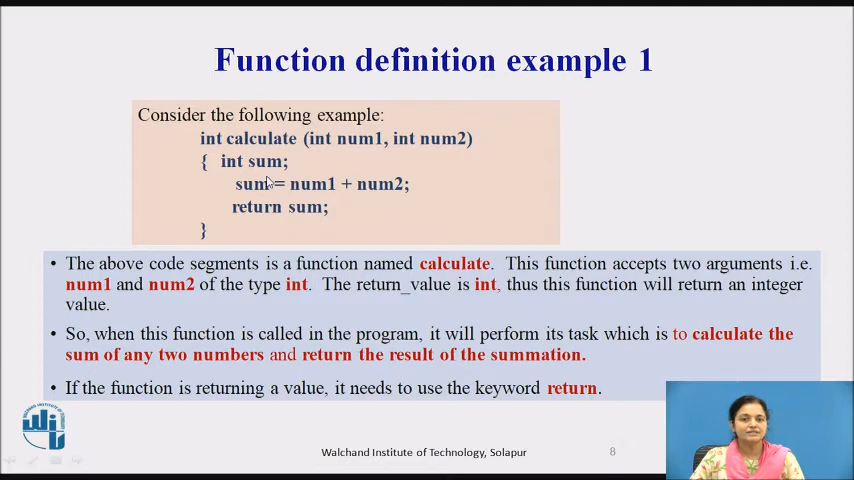 Function definition example 1
Consider the following example:
int calculate (int num1, int num2)
{ int sum;
sum = num1 + num2;
return sum;
}
• The above code segments is a function named calculate. This function accepts two arguments i.e.
num1 and num2 of the type int. The return_value is int, thus this function will return an integer
value.
• So, when this function is called in the program, it will perform its task which is to calculate the
sum of any two numbers and return the result of the summation.
• If the function is returning a value, it needs to use the keyword return.
Walchand Institute of Technology, Solapur
8